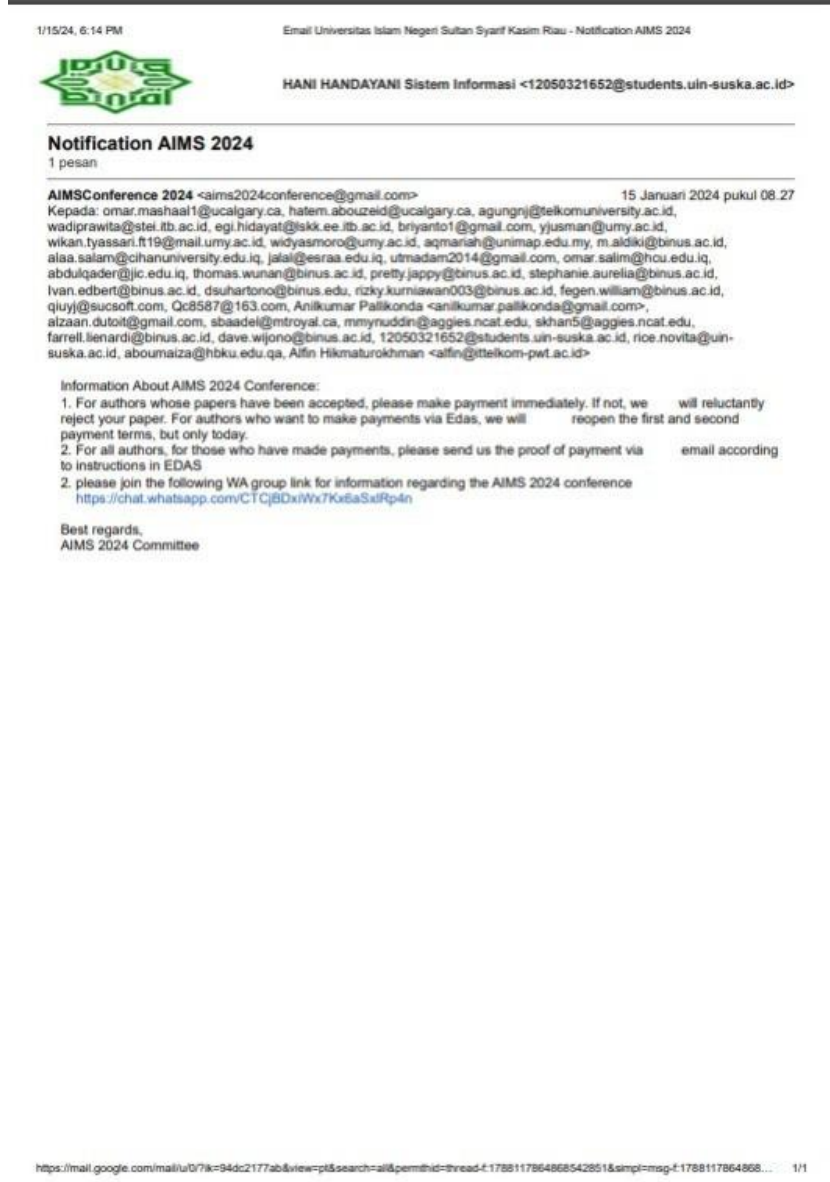 1/15/24, 6:14 PM Email Universitas Islam Negeri Sultan Syarif Kasim Riau - Notification AIMS 2024
HANI HANDAYANI Sistem Informasi <12050321652@students.uin-suska.ac.id>
Notification AIMS 2024
1 pesan
AIMSConference 2024 <aims2024conference@gmail.com> 15 Januari 2024 pukul 08.27
Kepada: omar.mashaal1@ucalgary.ca, hatem.abouzeid@ucalgary.ca, agungnj@telkomuniversity.ac.id,
wadiprawita@stei.itb.ac.id, egi.hidayat@lskk.ee.itb.ac.id, briyanto1@gmail.com, yjusman@umy.ac.id,
wikan.tyassari.ft19@mail.umy.ac.id, widyasmoro@umy.ac.id, aqmariah@unimap.edu.my, m.aldiki@binus.ac.id,
alaa.salam@cihanuniversity.edu.iq, jalal@esraa.edu.iq, utmadam2014@gmail.com, omar.salim@hcu.edu.iq,
abdulqader@jic.edu.iq, thomas.wunan@binus.ac.id, pretty.jappy@binus.ac.id, stephanie.aurelia@binus.ac.id,
Ivan.edbert@binus.ac.id, dsuhartono@binus.edu, rizky.kurniawan003@binus.ac.id, fegen.william@binus.ac.id,
qiuyj@sucsoft.com, Qc8587@163.com, Anilkumar Pallikonda <anilkumar.pallikonda@gmail.com>,
alzaan.dutoit@gmail.com, sbaadel@mtroyal.ca, mmynuddin@aggies.ncat.edu, skhan5@aggies.ncat.edu,
farrell.lienardi@binus.ac.id, dave.wijono@binus.ac.id, 12050321652@students.uin-suska.ac.id, rice.novita@uin-
suska.ac.id, aboumaiza@hbku.edu.qa, Alfin Hikmaturokhman <alfin@ittelkom-pwt.ac.id>
Information About AIMS 2024 Conference:
1. For authors whose papers have been accepted, please make payment immediately. If not, we will reluctantly
reject your paper. For authors who want to make payments via Edas, we will reopen the first and second
payment terms, but only today.
2. For all authors, for those who have made payments, please send us the proof of payment via email according
to instructions in EDAS
2. please join the following WA group link for information regarding the AIMS 2024 conference
Best regards,
AIMS 2024 Committee
1/1